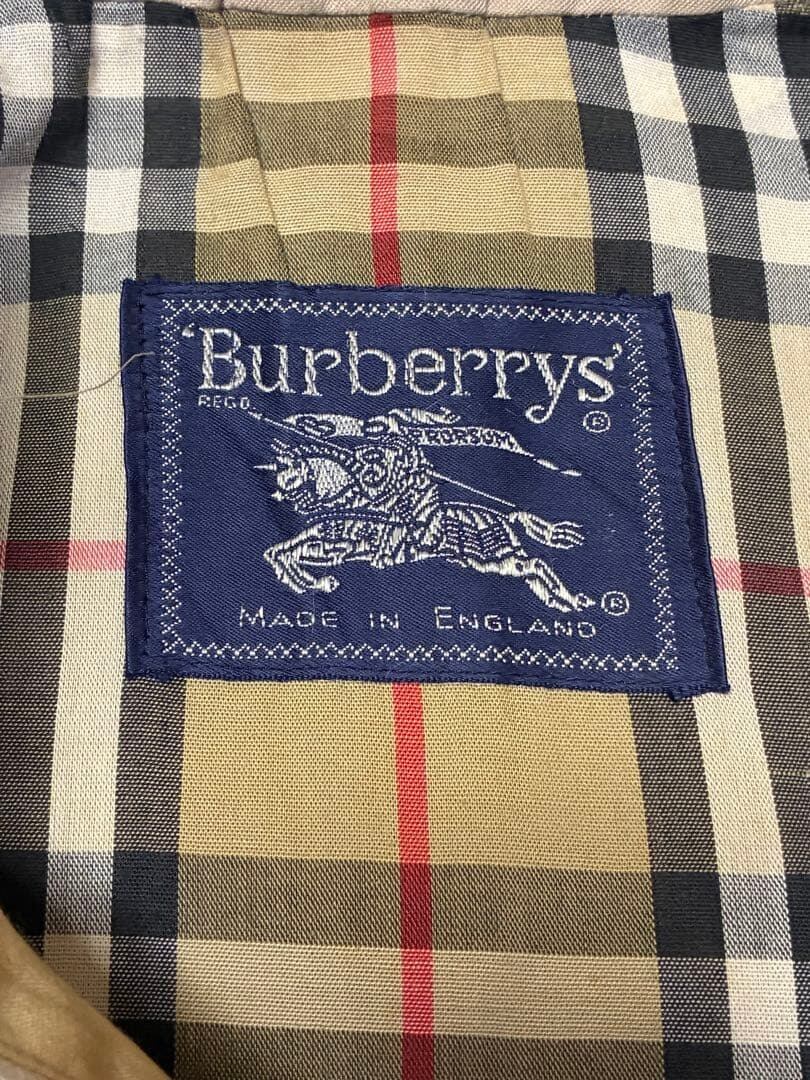 'Burberrys'
REGD. ®
PRORSUM
®
MADE IN ENGLAND